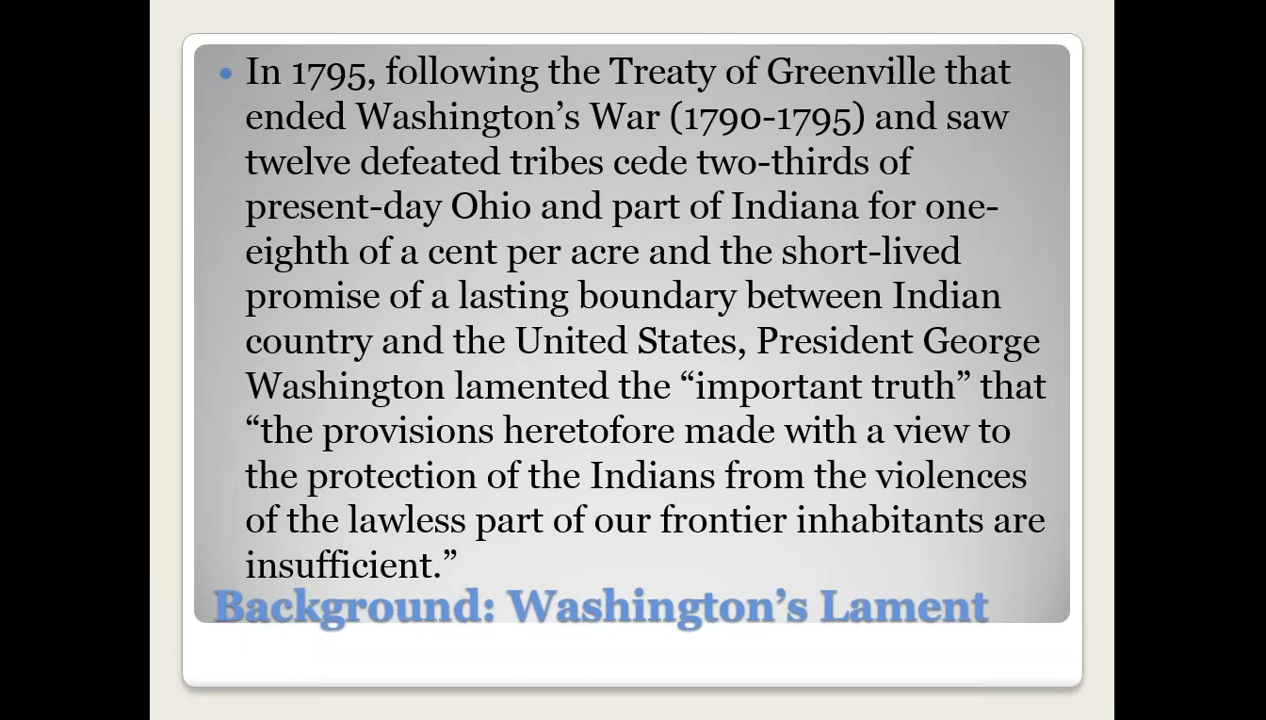 • In 1795, following the Treaty of Greenville that
ended Washington’s War (1790-1795) and saw
twelve defeated tribes cede two-thirds of
present-day Ohio and part of Indiana for one-
eighth of a cent per acre and the short-lived
promise of a lasting boundary between Indian
country and the United States, President George
Washington lamented the “important truth” that
“the provisions heretofore made with a view to
the protection of the Indians from the violences
of the lawless part of our frontier inhabitants are
insufficient.”
Background: Washington’s Lament